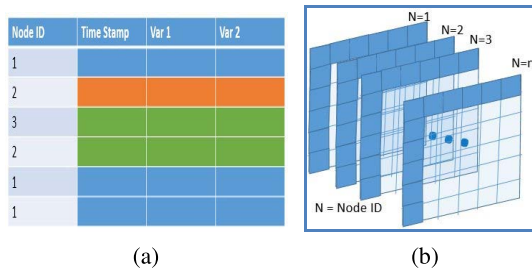 Node ID Time Stamp Var 1 Var 2
1
2
3
2
1
1
(a)
N=1
N=2
N=3
N=n
N = Node ID
(b)